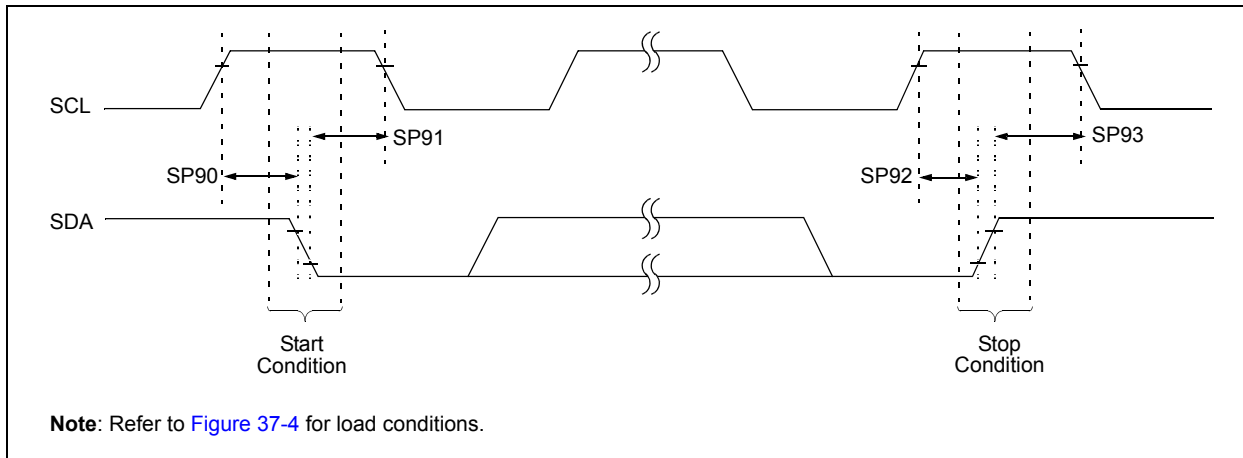 SCL
SP91
SP93
SP90
SP92
SDA
Start
Condition
Stop
Condition
Note: Refer to Figure 37-4 for load conditions.